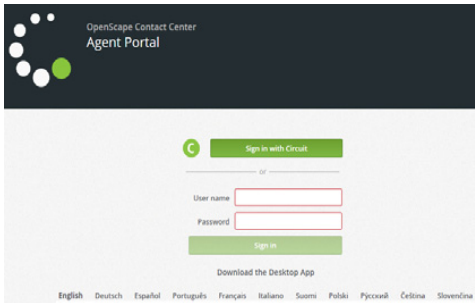 OpenScape Contact Center
Agent Portal
C
Sign in with Circuit
or
User name
Password
Sign in
Download the Desktop App
English Deutsch Español Português Français Italiano Suomi Polski Русский Čeština Slovenčina